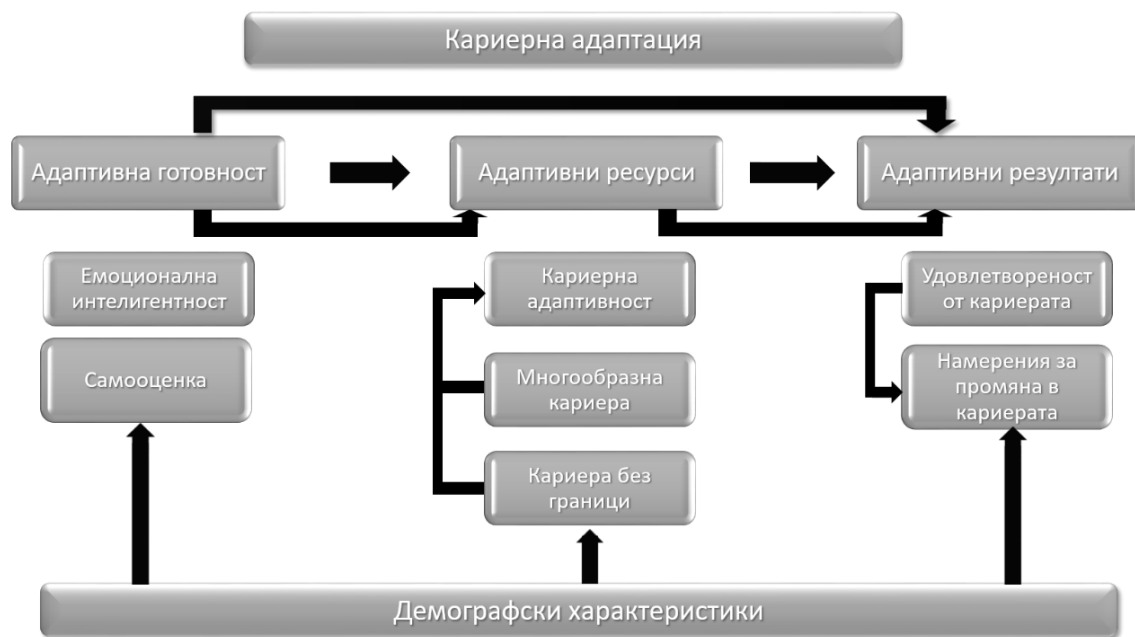 Кариерна адаптация
Адаптивна готовност
Адаптивни ресурси
Адаптивни резултати
Емоционална
интелигентност
Самооценка
Кариерна
адаптивност
Многообразна
кариера
Кариера без
граници
Удовлетвореност
от кариерата
Намерения за
промяна в
кариерата
Демографски характеристики